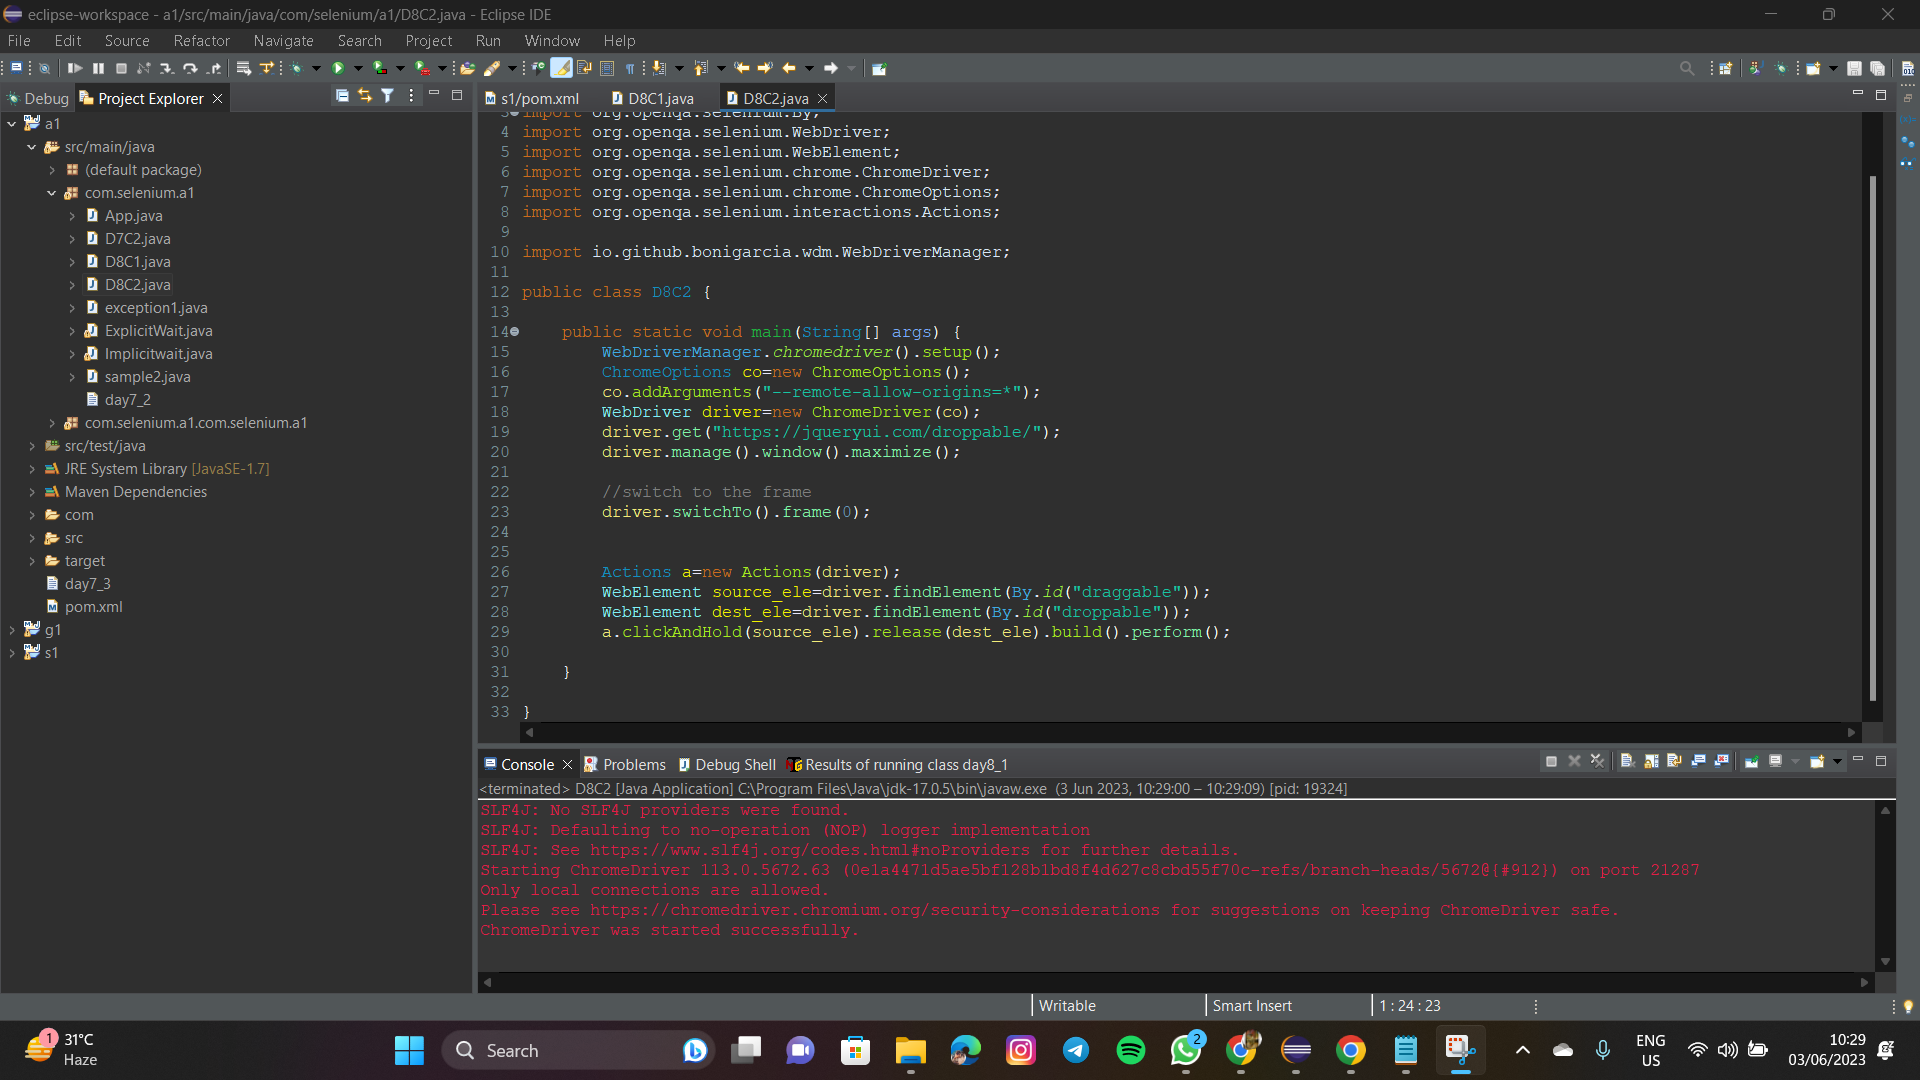 eclipse-workspace - a1/src/main/java/com/selenium/a1/D8C2.java - Eclipse IDE
File Edit Source Refactor Navigate Search Project Run Window Help
Debug Project Explorer
s1/pom.xml D8C1.java D8C2.java
a1
src/main/java
(default package)
com.selenium.a1
App.java
D7C2.java
D8C1.java
D8C2.java
exception1.java
ExplicitWait.java
Implicitwait.java
sample2.java
day7_2
com.selenium.a1.com.selenium.a1
src/test/java
JRE System Library [JavaSE-1.7]
Maven Dependencies
com
src
target
day7_3
pom.xml
g1
s1
3 import org.openqa.selenium.By;
4 import org.openqa.selenium.WebDriver;
5 import org.openqa.selenium.WebElement;
6 import org.openqa.selenium.chrome.ChromeDriver;
7 import org.openqa.selenium.chrome.ChromeOptions;
8 import org.openqa.selenium.interactions.Actions;
9
10 import io.github.bonigarcia.wdm.WebDriverManager;
11
12 public class D8C2 {
13
14 public static void main(String[] args) {
15 WebDriverManager.chromedriver().setup();
16 ChromeOptions co=new ChromeOptions();
17 co.addArguments("--remote-allow-origins=*");
18 WebDriver driver=new ChromeDriver(co);
19 driver.get("https://jqueryui.com/droppable/");
20 driver.manage().window().maximize();
21
22 //switch to the frame
23 driver.switchTo().frame(0);
24
25
26 Actions a=new Actions(driver);
27 WebElement source_ele=driver.findElement(By.id("draggable"));
28 WebElement dest_ele=driver.findElement(By.id("droppable"));
29 a.clickAndHold(source_ele).release(dest_ele).build().perform();
30
31 }
32
33 }
Console Problems Debug Shell Results of running class day8_1
<terminated> D8C2 [Java Application] C:\Program Files\Java\jdk-17.0.5\bin\javaw.exe (3 Jun 2023, 10:29:00 – 10:29:09) [pid: 19324]
SLF4J: No SLF4J providers were found.
SLF4J: Defaulting to no-operation (NOP) logger implementation
SLF4J: See https://www.slf4j.org/codes.html#noProviders for further details.
Starting ChromeDriver 113.0.5672.63 (0e1a4471d5ae5bf128b1bd8f4d627c8cbd55f70c-refs/branch-heads/5672@{#912}) on port 21287
Only local connections are allowed.
Please see https://chromedriver.chromium.org/security-considerations for suggestions on keeping ChromeDriver safe.
ChromeDriver was started successfully.
Writable Smart Insert 1 : 24 : 23
1 31°C
Haze
Search
2
ENG
US
10:29
03/06/2023